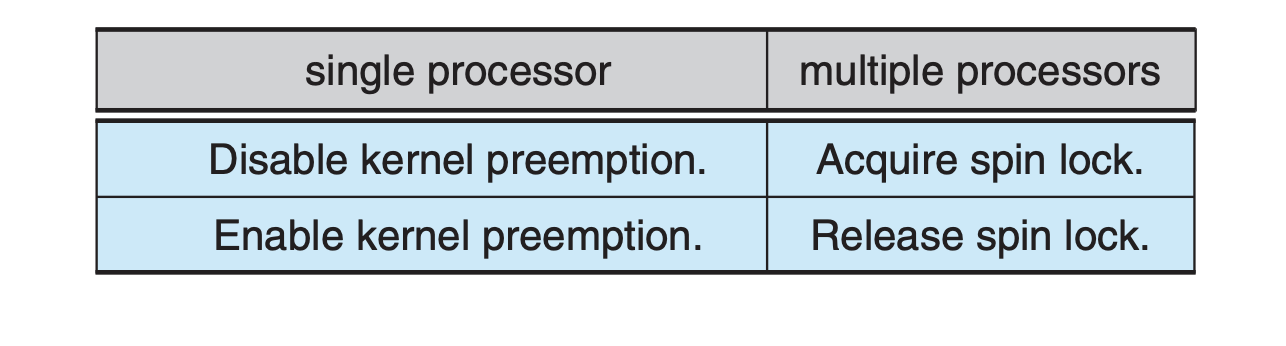 single processor multiple processors
Disable kernel preemption. Acquire spin lock.
Enable kernel preemption. Release spin lock.